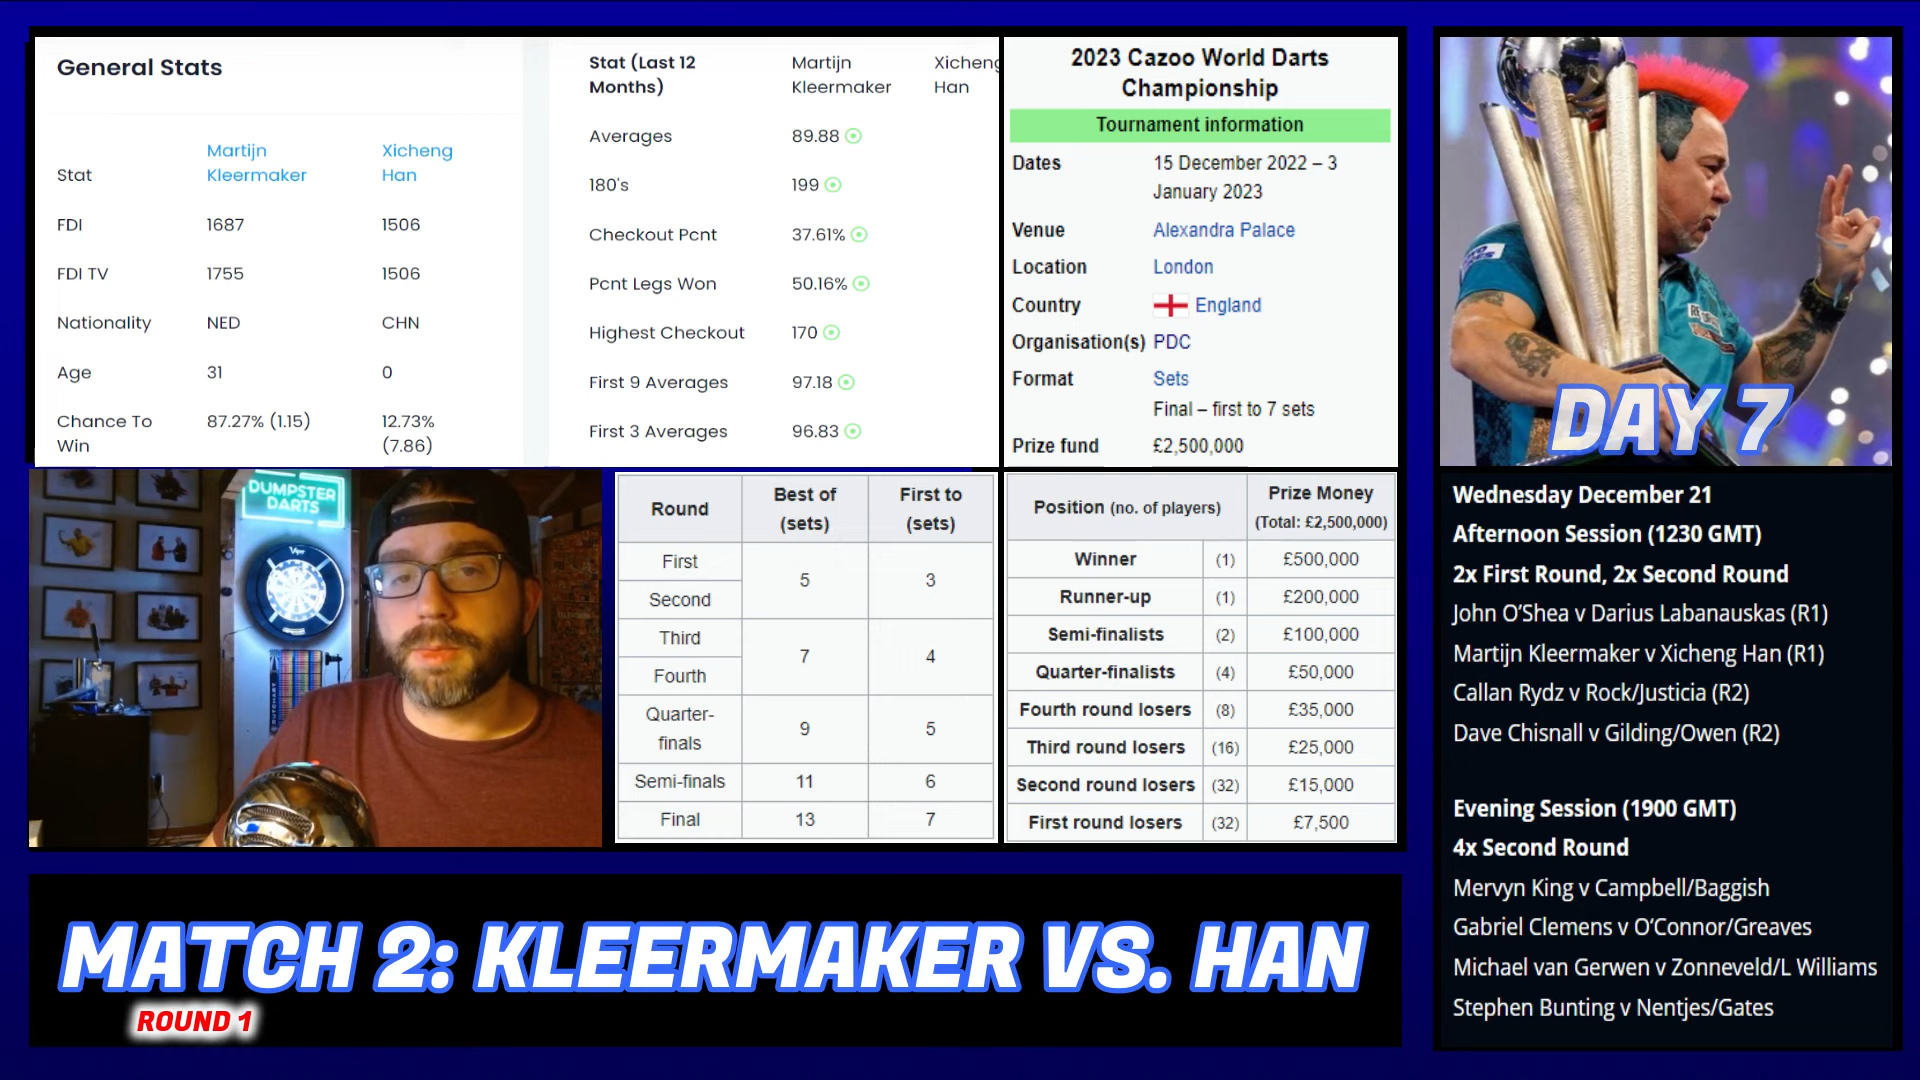 General Stats
Stat
Martijn Kleermaker
Xicheng Han
FDI 1687 1506
FDI TV 1755 1506
Nationality NED CHN
Age 31 0
Chance To Win 87.27% (1.15) 12.73% (7.86)
Stat (Last 12 Months)
Martijn Kleermaker
Xicheng Han
Averages 89.88
180's 199
Checkout Pcnt 37.61%
Pcnt Legs Won 50.16%
Highest Checkout 170
First 9 Averages 97.18
First 3 Averages 96.83
2023 Cazoo World Darts
Championship
Tournament information
Dates 15 December 2022 – 3
January 2023
Venue Alexandra Palace
Location London
Country England
Organisation(s) PDC
Format Sets
Final – first to 7 sets
Prize fund £2,500,000
DAY 7
DUMPSTER
DARTS
Viper
Round Best of (sets) First to (sets)
First 5 3
Second
Third 7 4
Fourth
Quarter-finals 9 5
Semi-finals 11 6
Final 13 7
Position (no. of players) Prize Money
(Total: £2,500,000)
Winner (1) £500,000
Runner-up (1) £200,000
Semi-finalists (2) £100,000
Quarter-finalists (4) £50,000
Fourth round losers (8) £35,000
Third round losers (16) £25,000
Second round losers (32) £15,000
First round losers (32) £7,500
Wednesday December 21
Afternoon Session (1230 GMT)
2x First Round, 2x Second Round
John O'Shea v Darius Labanauskas (R1)
Martijn Kleermaker v Xicheng Han (R1)
Callan Rydz v Rock/Justicia (R2)
Dave Chisnall v Gilding/Owen (R2)
Evening Session (1900 GMT)
4x Second Round
Mervyn King v Campbell/Baggish
Gabriel Clemens v O'Connor/Greaves
Michael van Gerwen v Zonneveld/L Williams
Stephen Bunting v Nentjes/Gates
MATCH 2: KLEERMAKER VS. HAN
ROUND 1